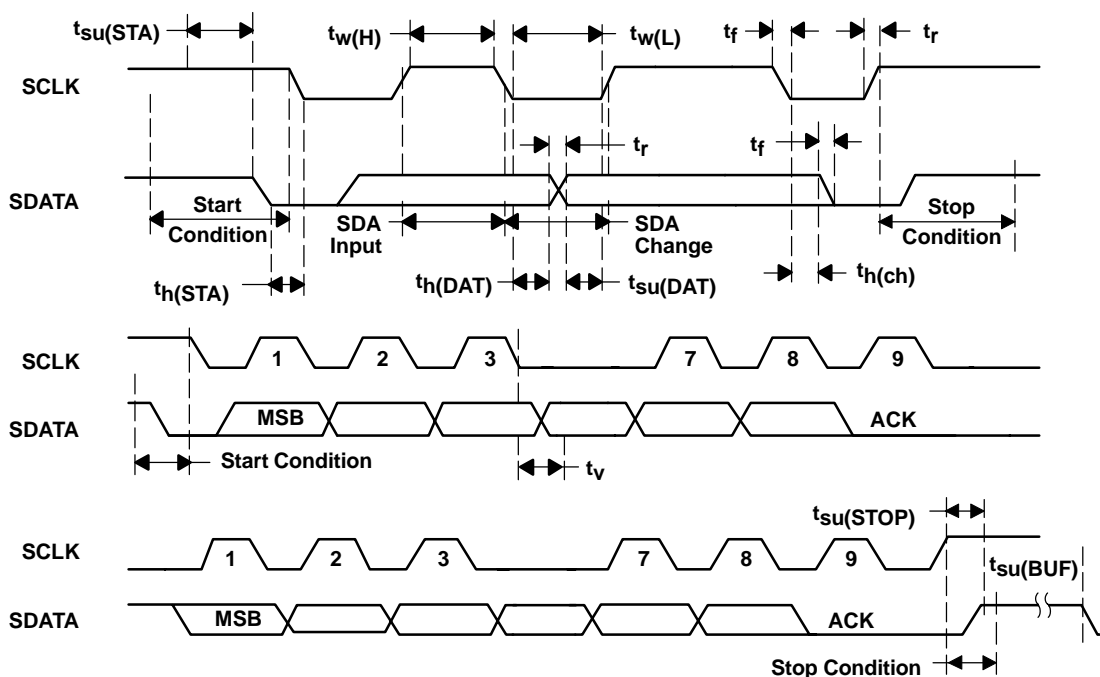 tsu(STA)
tw(H)
tw(L)
tf
tr
SCLK
tr
tf
SDATA
Start
Condition
SDA
Input
SDA
Change
Stop
Condition
th(STA)
th(DAT)
tsu(DAT)
th(ch)
SCLK
1
2
3
7
8
9
SDATA
MSB
ACK
Start Condition
tv
tsu(STOP)
SCLK
1
2
3
7
8
9
tsu(BUF)
SDATA
MSB
ACK
Stop Condition